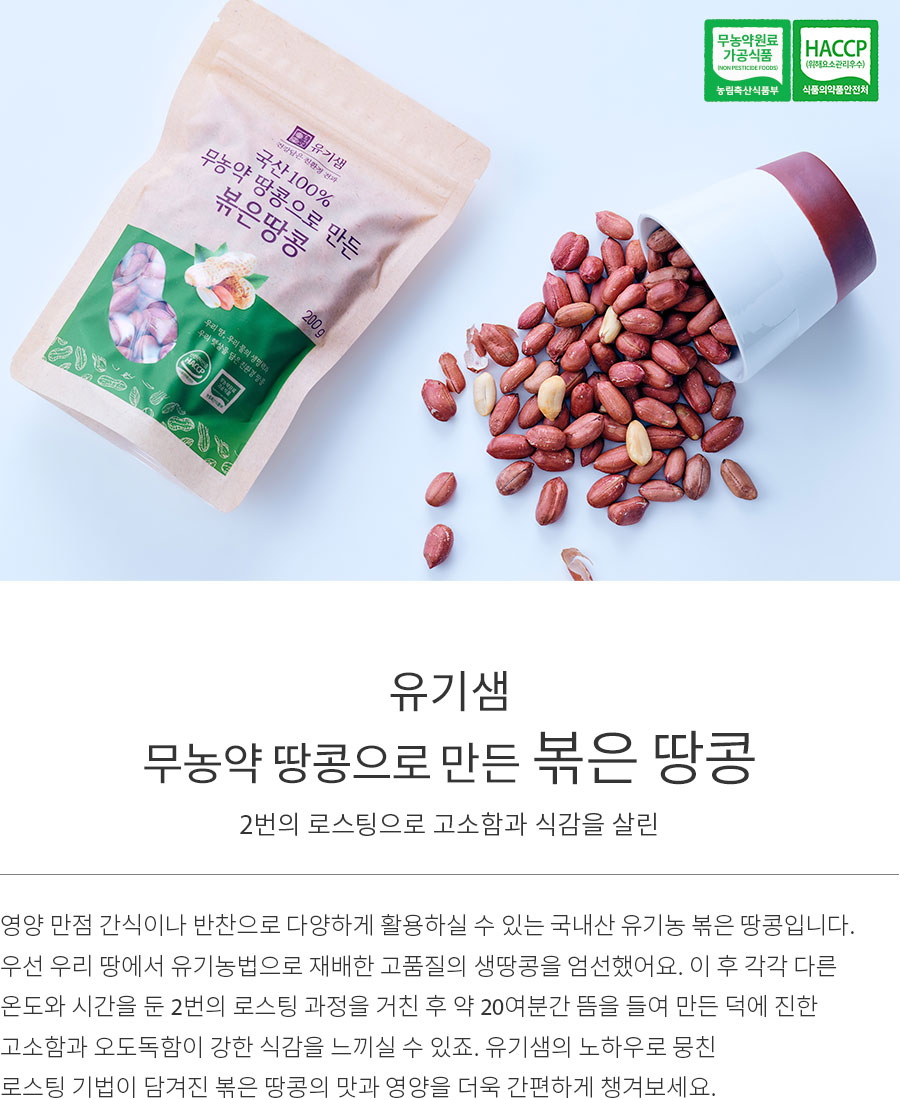 무농약원료
가공식품
(NON PESTICIDE FOODS)
농림축산식품부
HACCP
(위해요소관리우수)
식품의약품안전처
유기샘
건강담은 친환경 견과
국산 100%
무농약 땅콩으로 만든
볶은땅콩
200g
HACCP
유기샘
무농약 땅콩으로 만든 볶은 땅콩
2번의 로스팅으로 고소함과 식감을 살린
영양 만점 간식이나 반찬으로 다양하게 활용하실 수 있는 국내산 유기농 볶은 땅콩입니다.
우선 우리 땅에서 유기농법으로 재배한 고품질의 생땅콩을 엄선했어요. 이 후 각각 다른
온도와 시간을 둔 2번의 로스팅 과정을 거친 후 약 20여분간 뜸을 들여 만든 덕에 진한
고소함과 오도독함이 강한 식감을 느끼실 수 있죠. 유기샘의 노하우로 뭉친
로스팅 기법이 담겨진 볶은 땅콩의 맛과 영양을 더욱 간편하게 챙겨보세요.